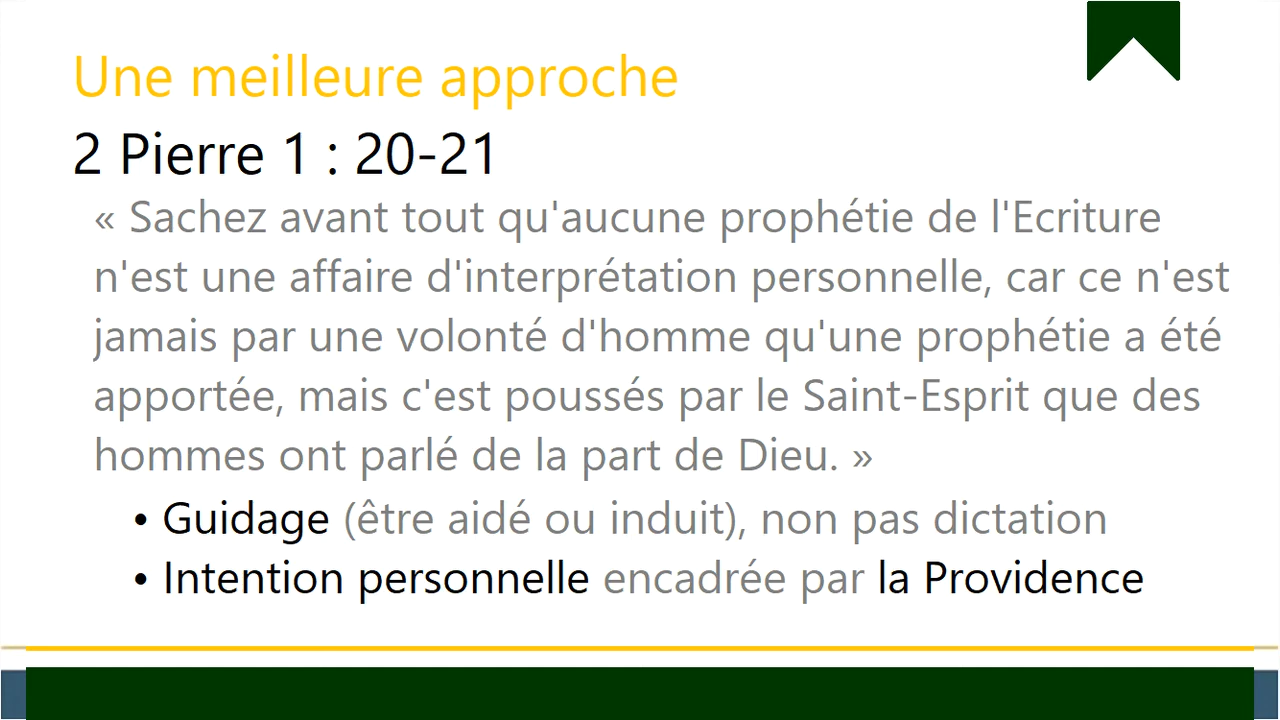 Une meilleure approche
2 Pierre 1 : 20-21
« Sachez avant tout qu'aucune prophétie de l'Ecriture
n'est une affaire d'interprétation personnelle, car ce n'est
jamais par une volonté d'homme qu'une prophétie a été
apportée, mais c'est poussés par le Saint-Esprit que des
hommes ont parlé de la part de Dieu. »
• Guidage (être aidé ou induit), non pas dictation
• Intention personnelle encadrée par la Providence